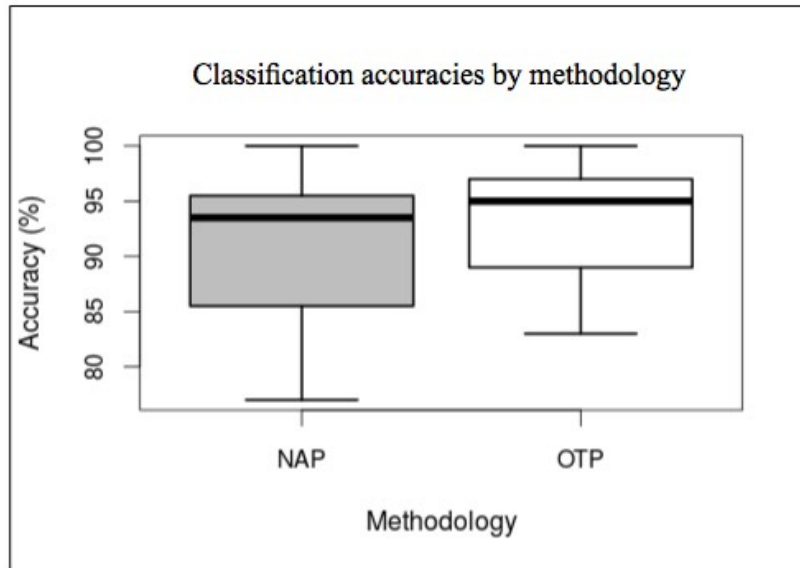 Classification accuracies by methodology
Accuracy (%)
100
95
90
85
80
NAP OTP
Methodology